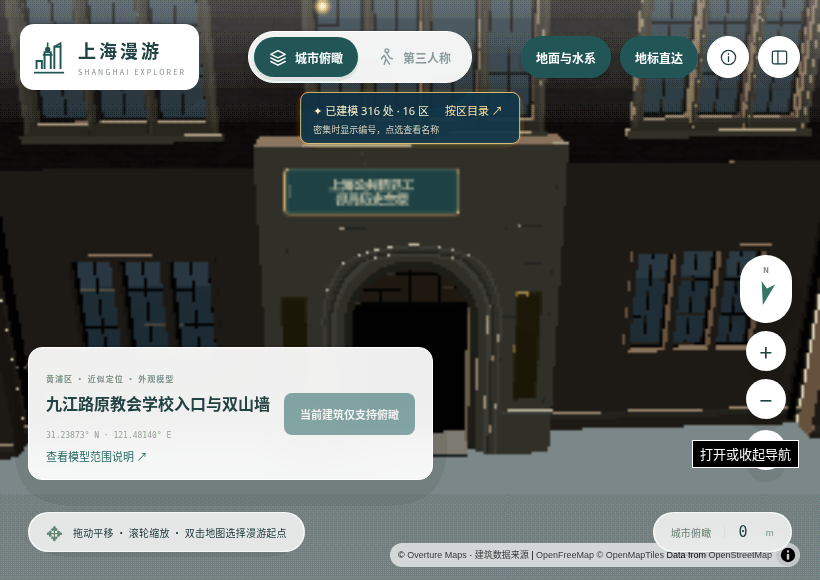 上海漫游
SHANGHAI EXPLORER
城市俯瞰
第三人称
地面与水系
地标直达
✦ 已建模 316 处 · 16 区 按区目录 ↗
密集时显示编号，点选查看名称
N
+
−
打开或收起导航
黄浦区 · 近似定位 · 外观模型
九江路原教会学校入口与双山墙
当前建筑仅支持俯瞰
31.23873° N · 121.48140° E
查看模型范围说明 ↗
拖动平移 · 滚轮缩放 · 双击地图选择漫游起点
城市俯瞰 0 m
© Overture Maps · 建筑数据来源 | OpenFreeMap © OpenMapTiles Data from OpenStreetMap